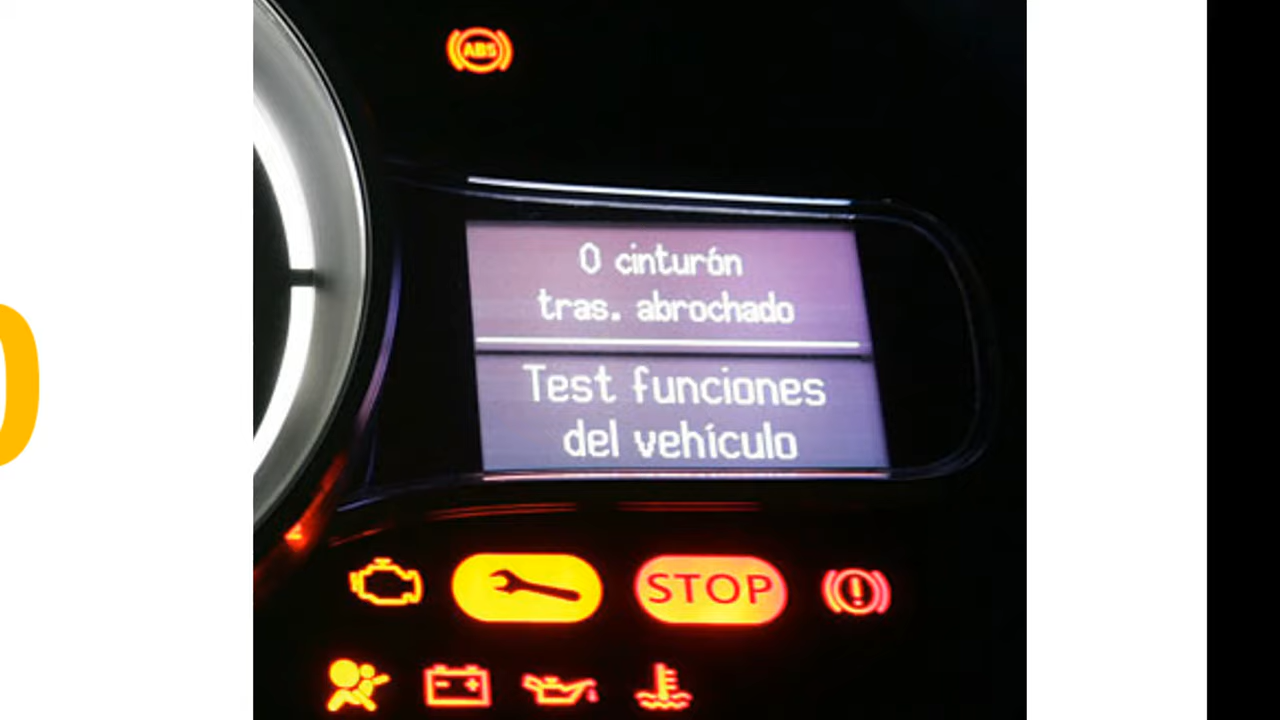 ABS
0 cinturón
tras. abrochado
Test funciones
del vehículo
STOP